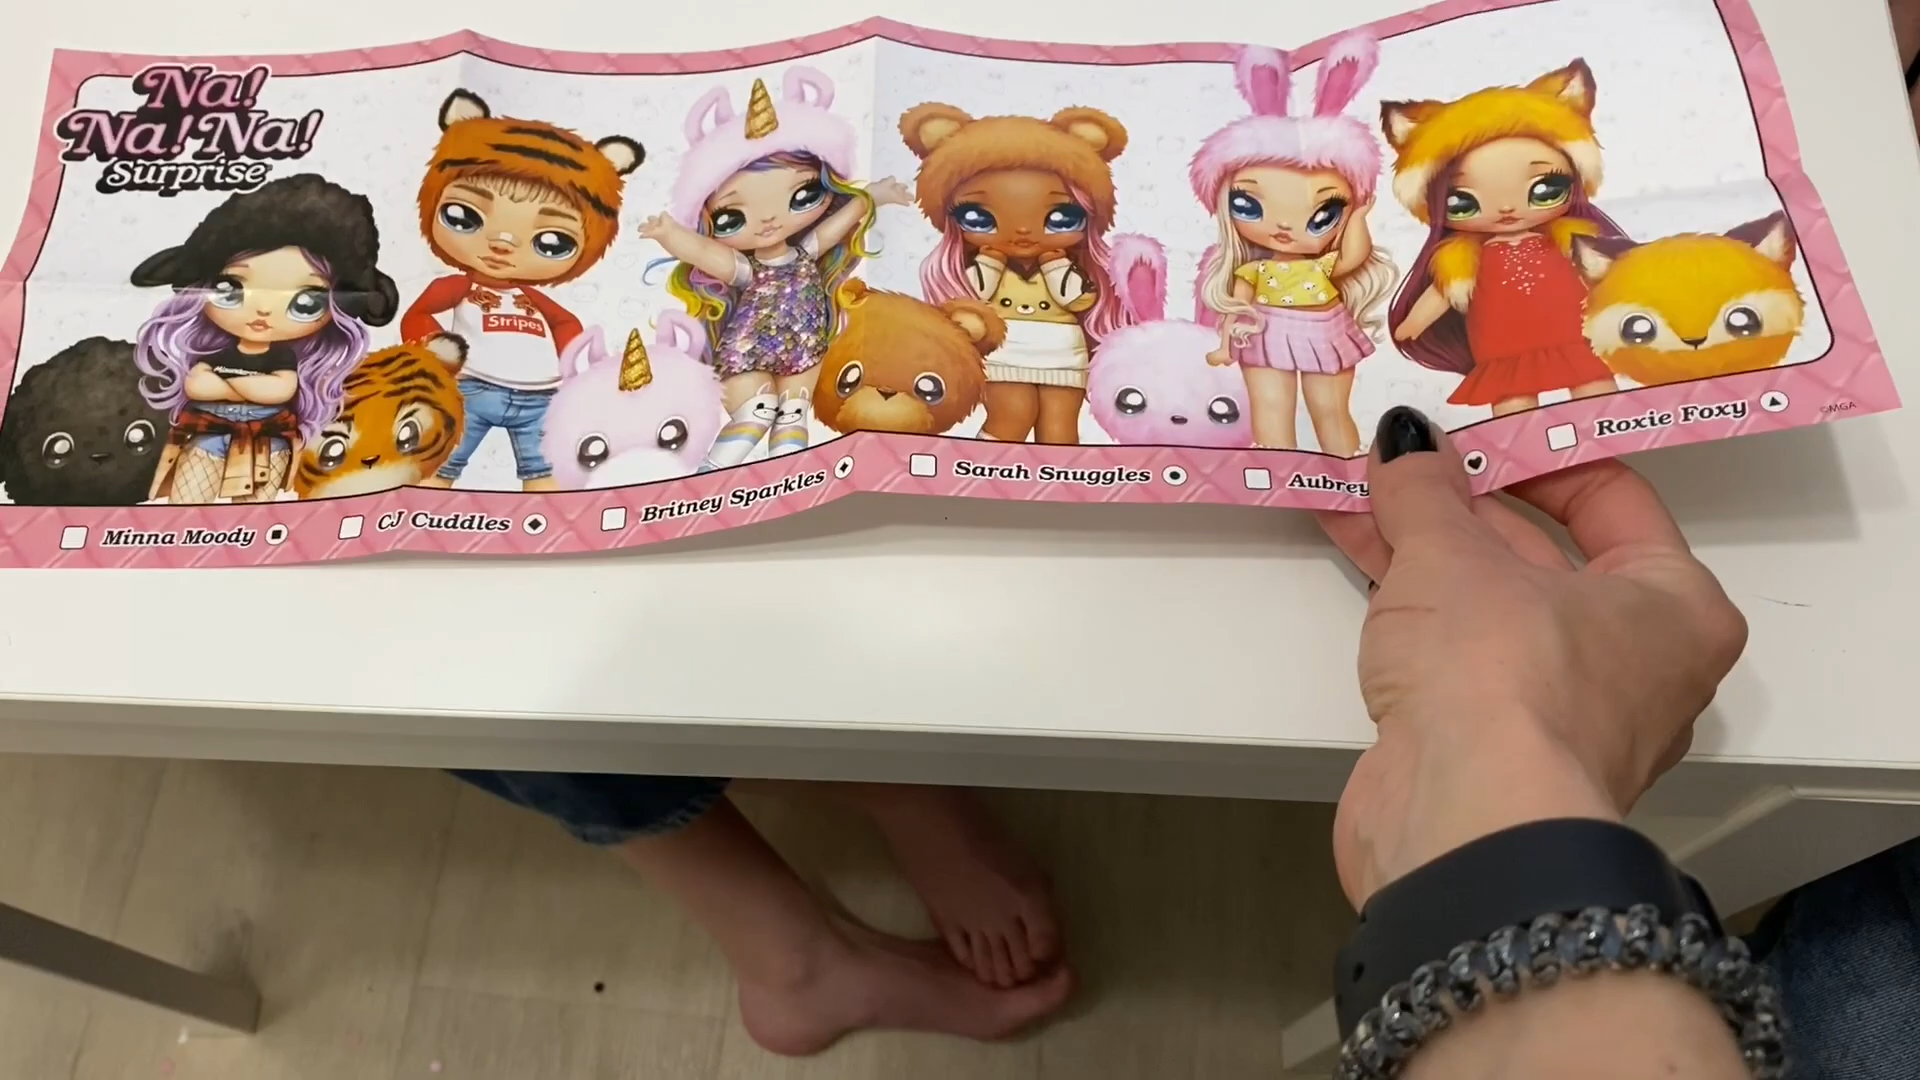 Na!
Na! Na!
Surprise
Stripes
Minna Moody
CJ Cuddles
Britney Sparkles
Sarah Snuggles
Aubrey
Roxie Foxy
©MGA